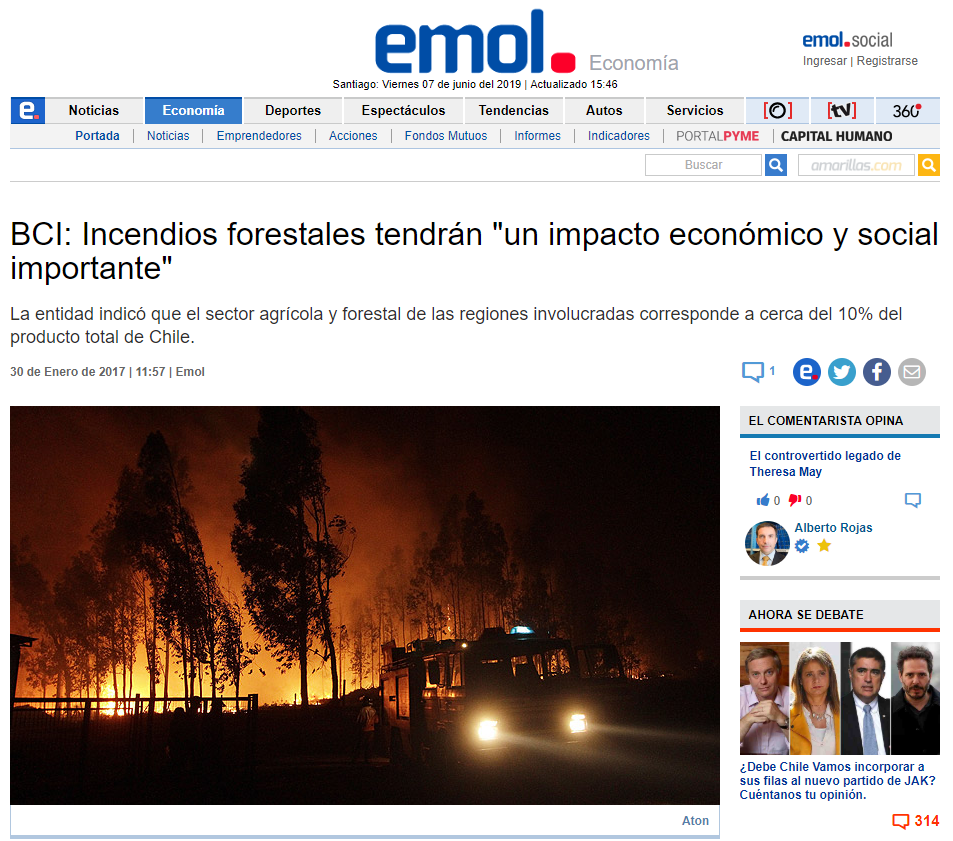 emol. Economía
Santiago: Viernes 07 de junio del 2019 | Actualizado 15:46
emol.social
Ingresar | Registrarse
e. Noticias Economía Deportes Espectáculos Tendencias Autos Servicios [O] [tv] 360°
Portada Noticias Emprendedores Acciones Fondos Mutuos Informes Indicadores PORTALPYME CAPITAL HUMANO
Buscar amarillas.com
BCI: Incendios forestales tendrán "un impacto económico y social
importante"
La entidad indicó que el sector agrícola y forestal de las regiones involucradas corresponde a cerca del 10% del
producto total de Chile.
30 de Enero de 2017 | 11:57 | Emol
1 e.
EL COMENTARISTA OPINA
El controvertido legado de
Theresa May
0 0
Alberto Rojas
AHORA SE DEBATE
¿Debe Chile Vamos incorporar a
sus filas al nuevo partido de JAK?
Cuéntanos tu opinión.
314
Aton